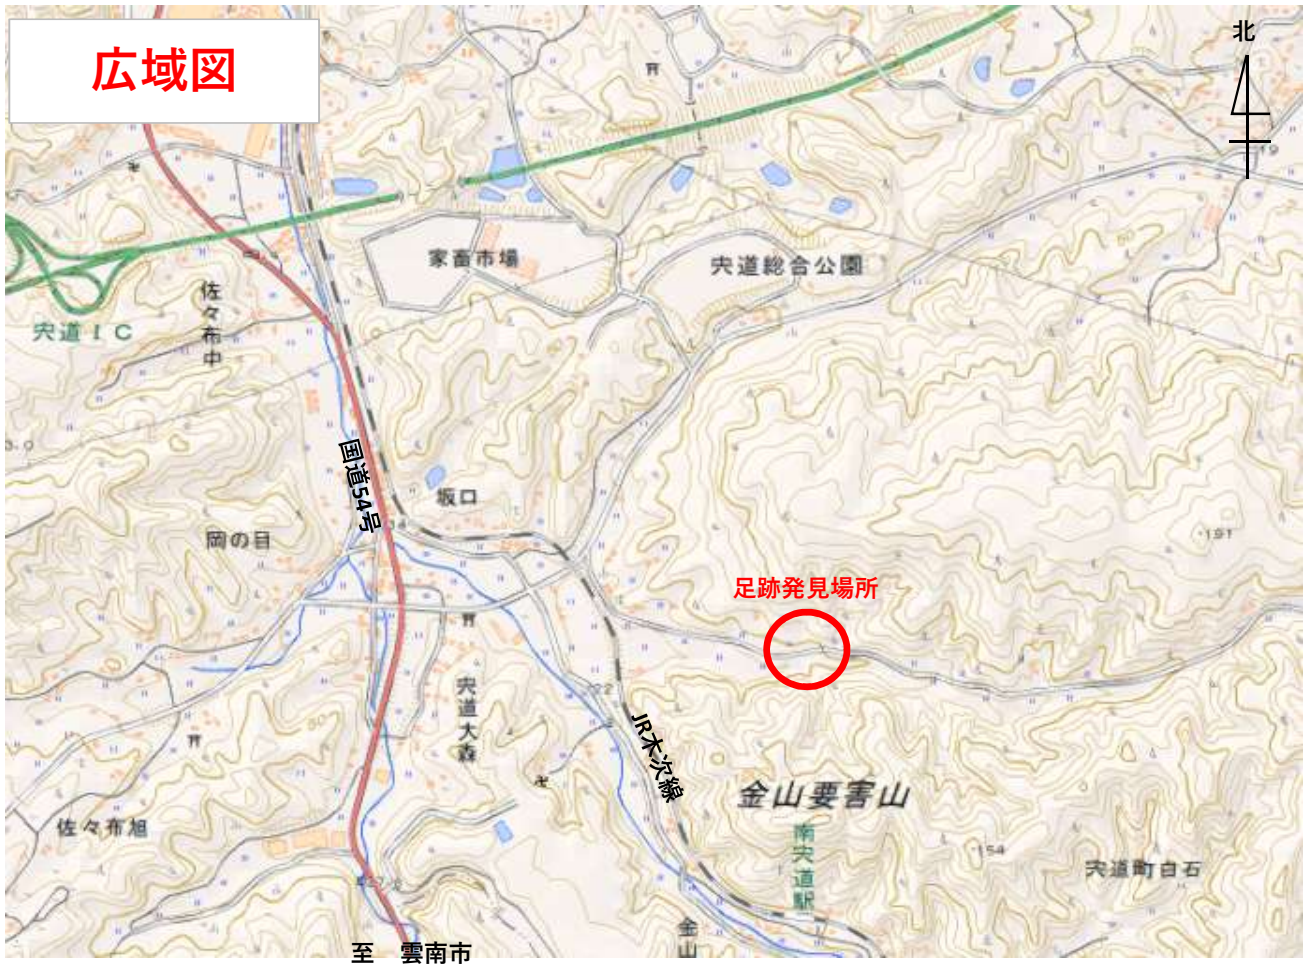 広域図
北
家畜市場
宍道総合公園
佐々布中
宍道IC
国道54号
坂口
岡の目
191
足跡発見場所
宍道大森
22
JR木次線
金山要害山
佐々布旭
南宍道駅
154
宍道町白石
金山
至 雲南市